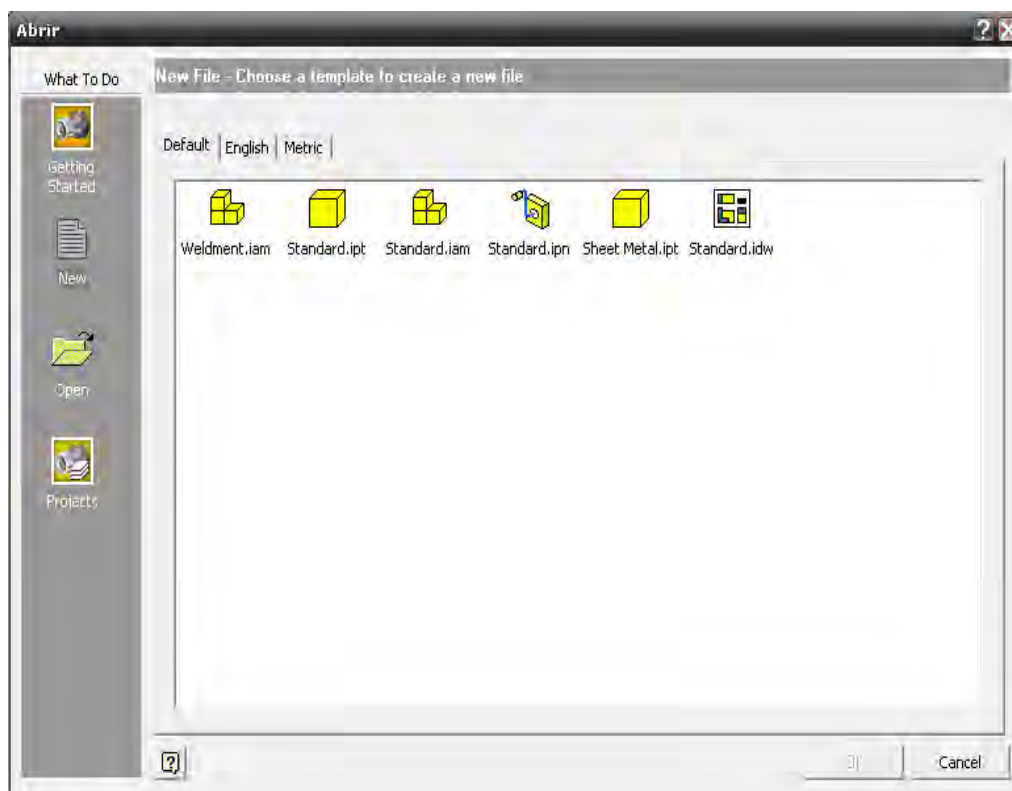 Abrir
What To Do
New File - Choose a template to create a new file
Getting
Started
New
Open
Projects
Default English Metric
Weldment.iam Standard.ipt Standard.iam Standard.ipn Sheet Metal.ipt Standard.idw
Cancel